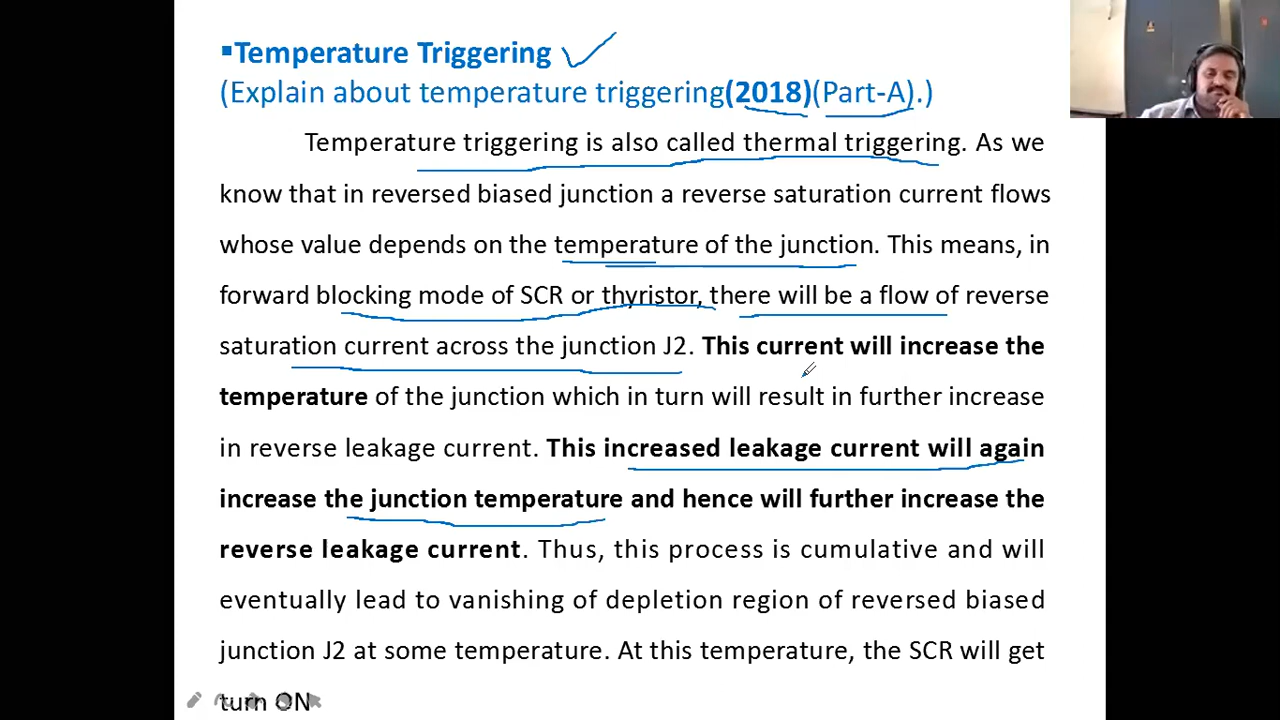 ▪Temperature Triggering
(Explain about temperature triggering(2018)(Part-A).)
Temperature triggering is also called thermal triggering. As we
know that in reversed biased junction a reverse saturation current flows
whose value depends on the temperature of the junction. This means, in
forward blocking mode of SCR or thyristor, there will be a flow of reverse
saturation current across the junction J2. This current will increase the
temperature of the junction which in turn will result in further increase
in reverse leakage current. This increased leakage current will again
increase the junction temperature and hence will further increase the
reverse leakage current. Thus, this process is cumulative and will
eventually lead to vanishing of depletion region of reversed biased
junction J2 at some temperature. At this temperature, the SCR will get
turn ON